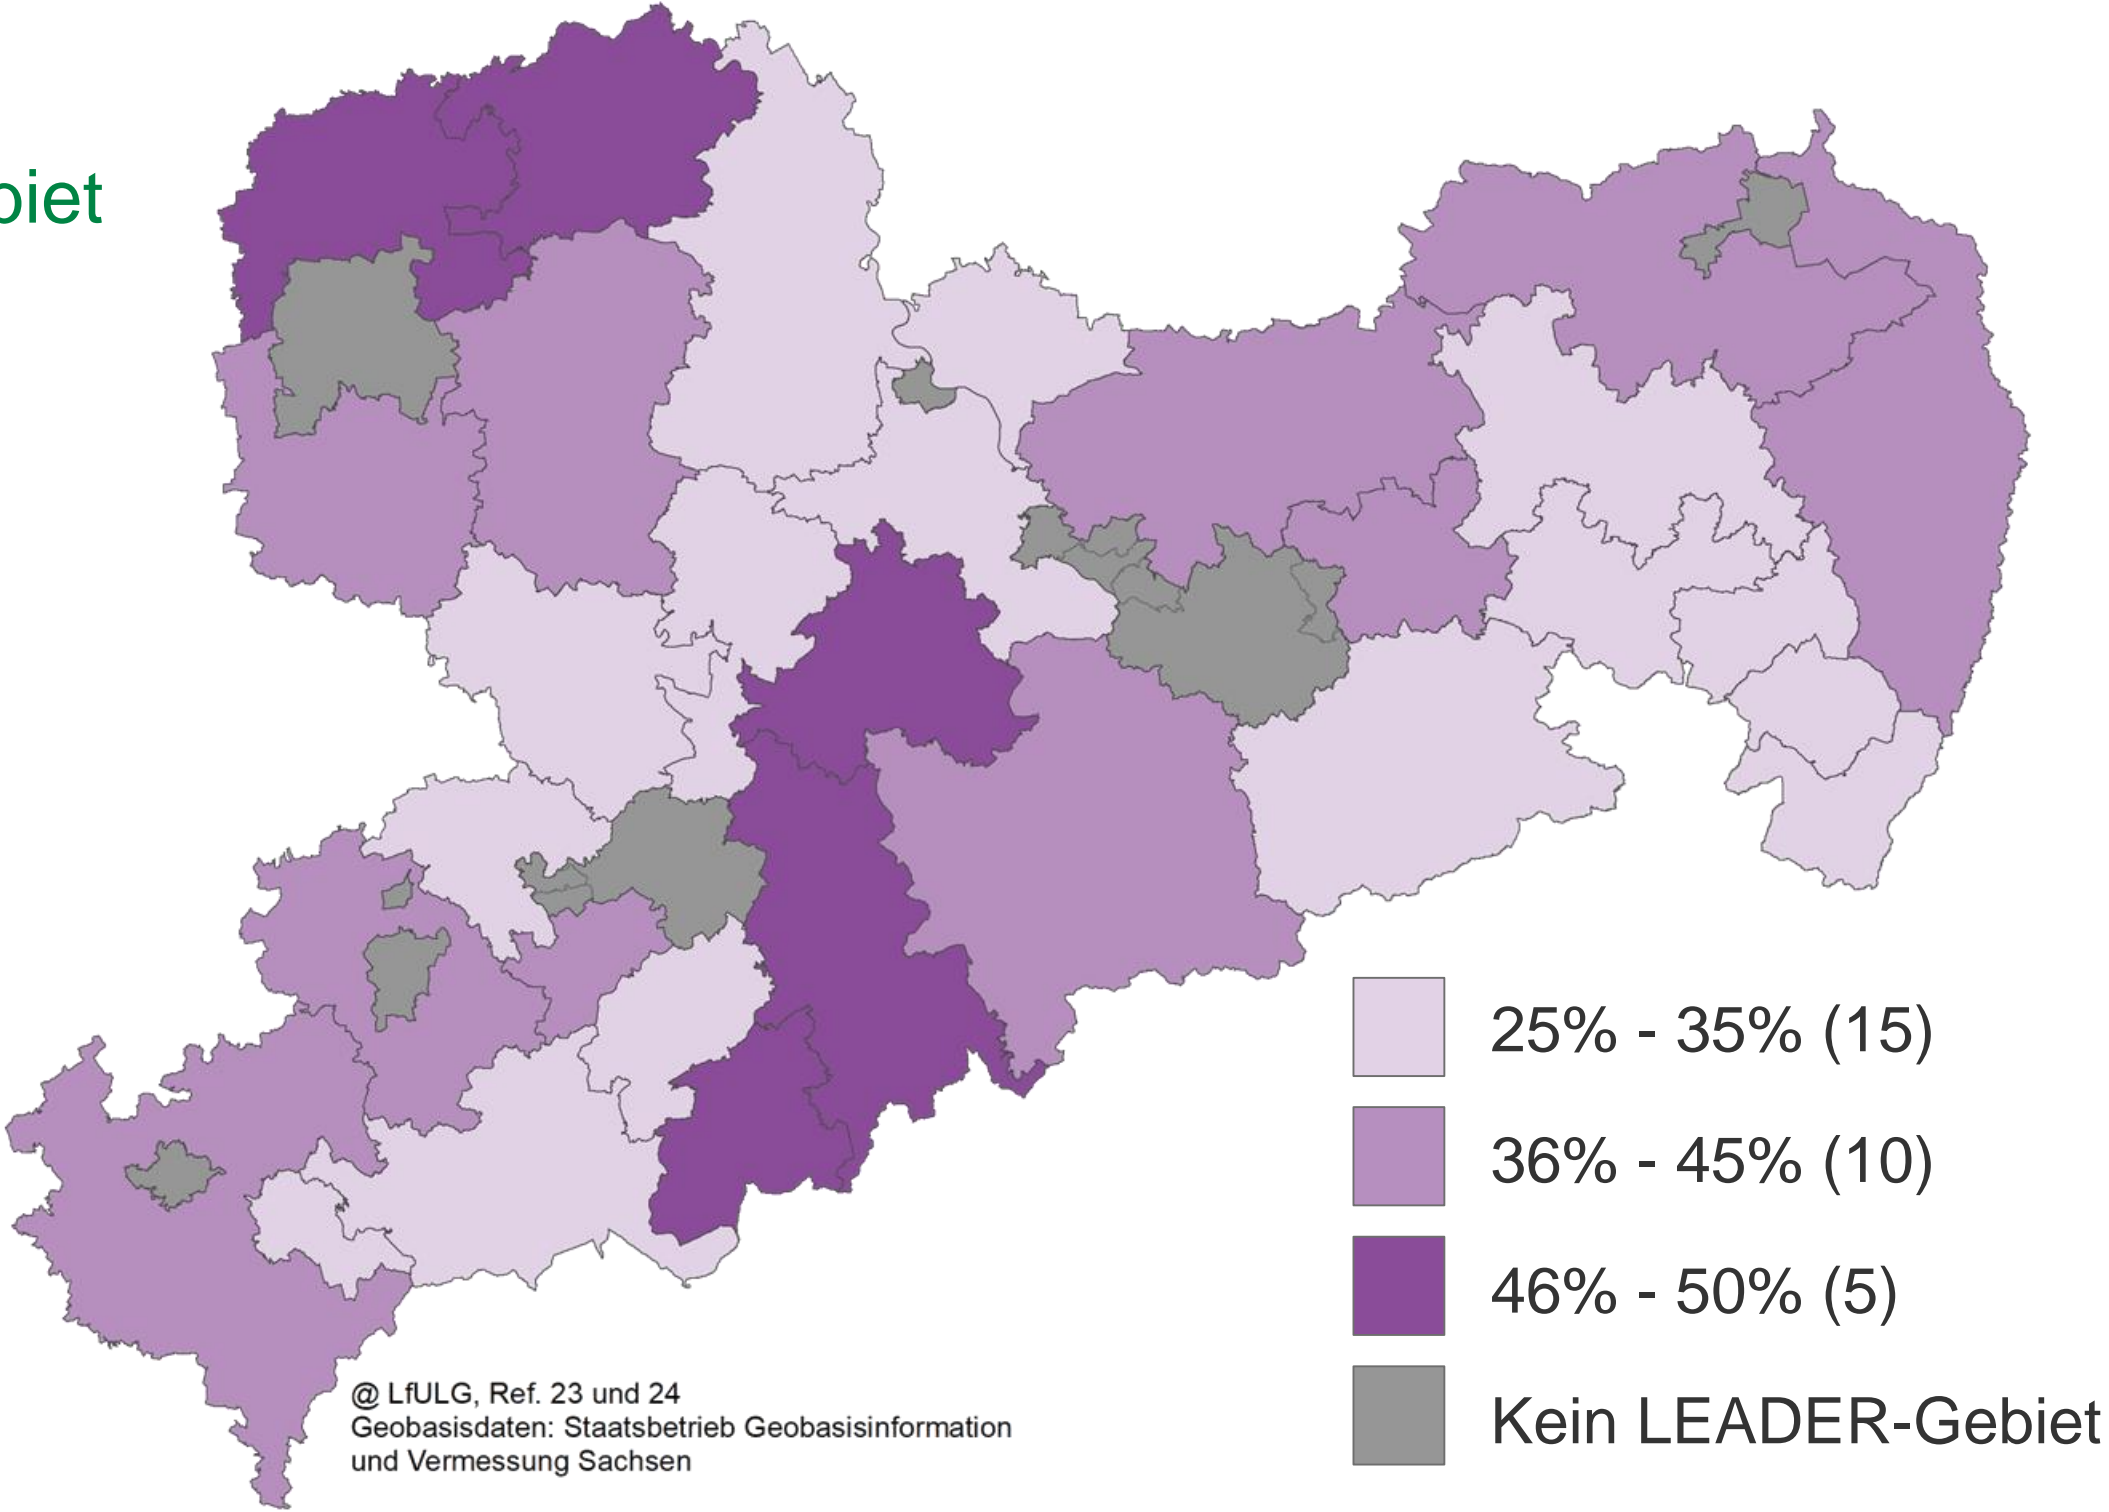 biet
25% - 35% (15)
36% - 45% (10)
46% - 50% (5)
Kein LEADER-Gebiet
@ LfULG, Ref. 23 und 24
Geobasisdaten: Staatsbetrieb Geobasisinformation
und Vermessung Sachsen